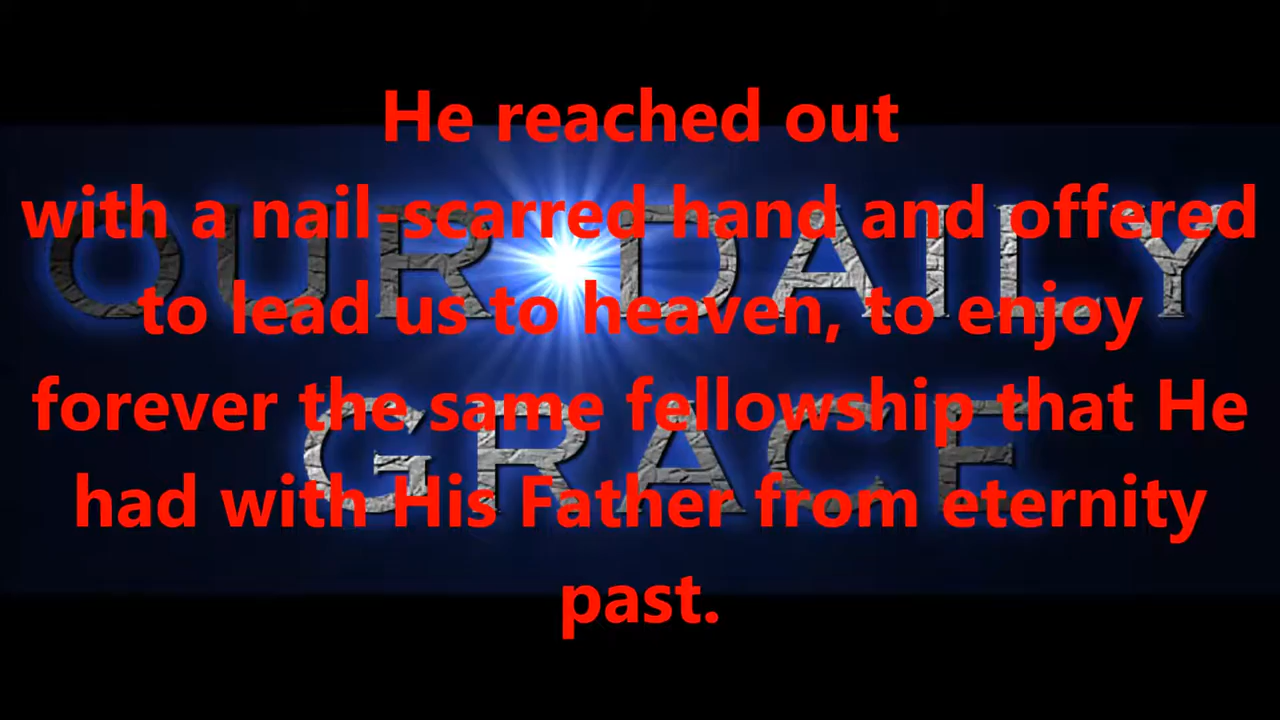 He reached out
with a nail-scarred hand and offered
to lead us to heaven, to enjoy
forever the same fellowship that He
had with His Father from eternity
past.
OUR DAILY
GRACE